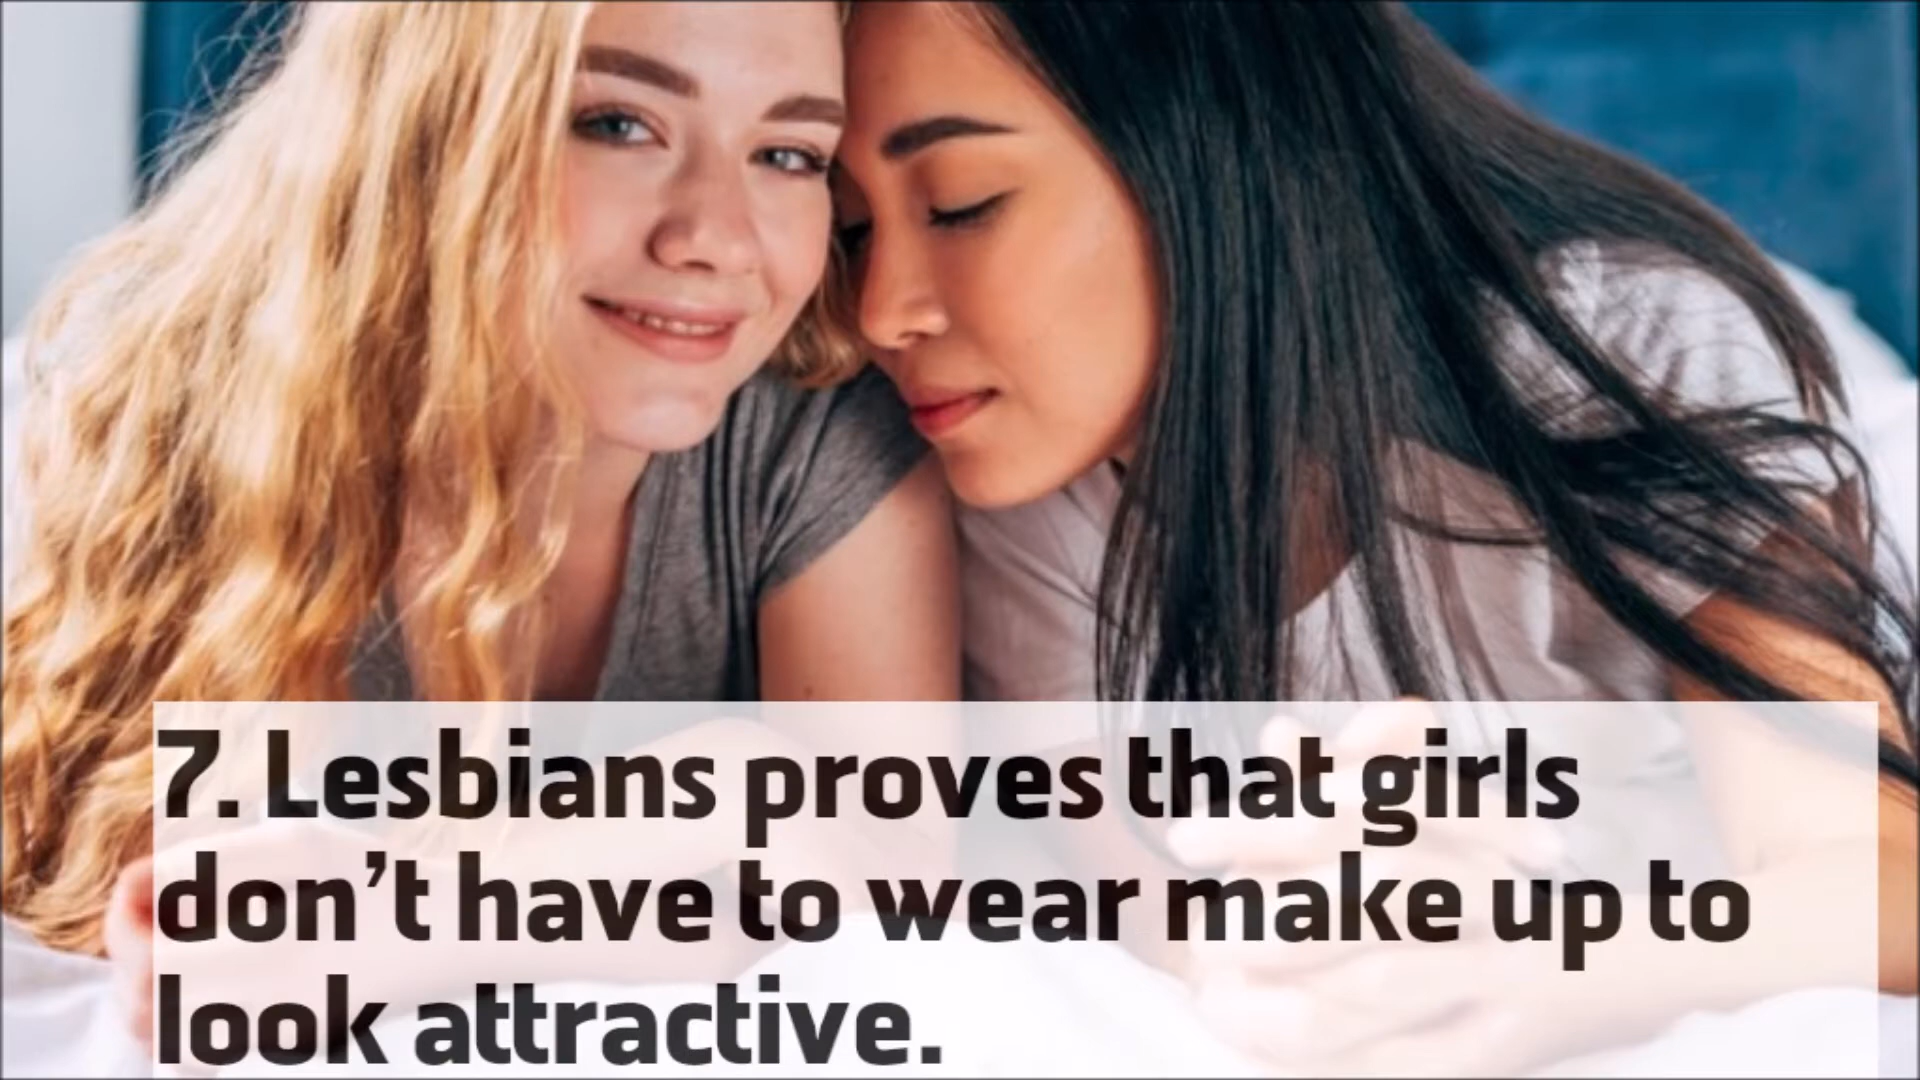 7. Lesbians proves that girls
don’t have to wear make up to
look attractive.